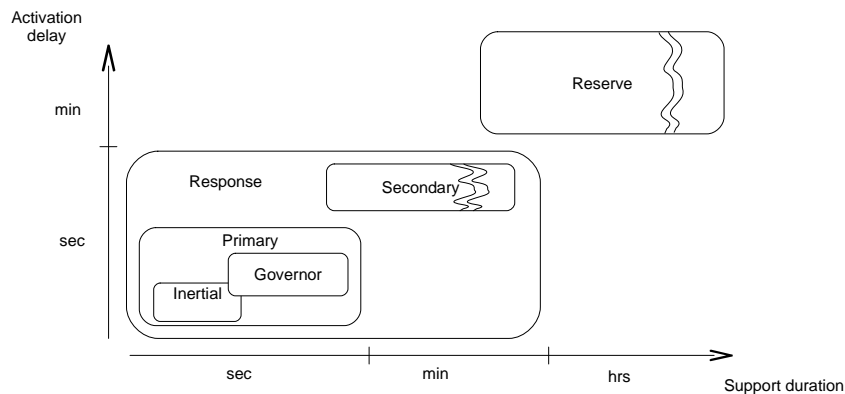 Activation
delay
Reserve
min
Response
Secondary
sec
Primary
Governor
Inertial
sec
min
hrs
Support duration